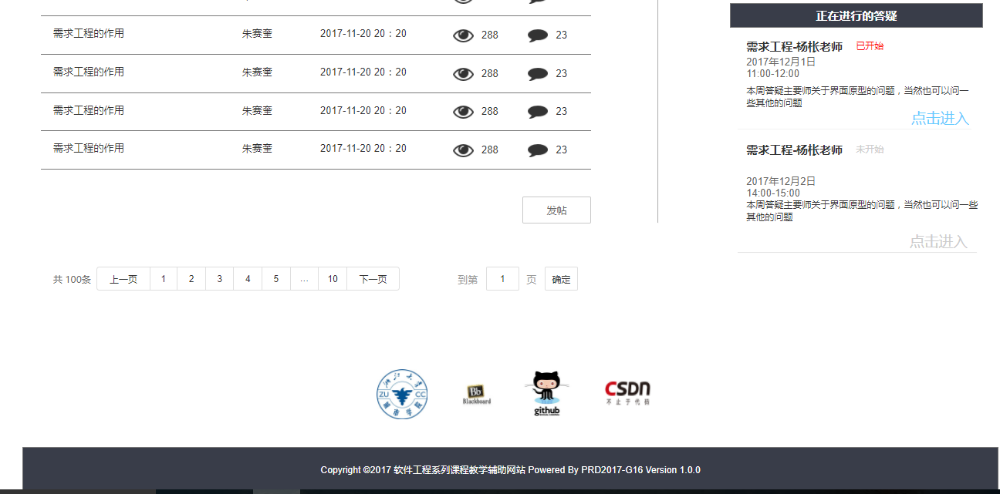 需求工程的作用 朱赛奎 2017-11-20 20：20 288 23
需求工程的作用 朱赛奎 2017-11-20 20：20 288 23
需求工程的作用 朱赛奎 2017-11-20 20：20 288 23
需求工程的作用 朱赛奎 2017-11-20 20：20 288 23
发帖
共 100条 上一页 1 2 3 4 5 ... 10 下一页 到第 1 页 确定
正在进行的答疑
需求工程-杨枨老师 已开始
2017年12月1日
11:00-12:00
本周答疑主要师关于界面原型的问题，当然也可以问一
些其他的问题
点击进入
需求工程-杨枨老师 未开始
2017年12月2日
14:00-15:00
本周答疑主要师关于界面原型的问题，当然也可以问一些
其他的问题
点击进入
浙江大学
ZU CC
城市学院
Bb
Blackboard
github
SOCIAL CODING
CSDN
不止于代码
Copyright ©2017 软件工程系列课程教学辅助网站 Powered By PRD2017-G16 Version 1.0.0